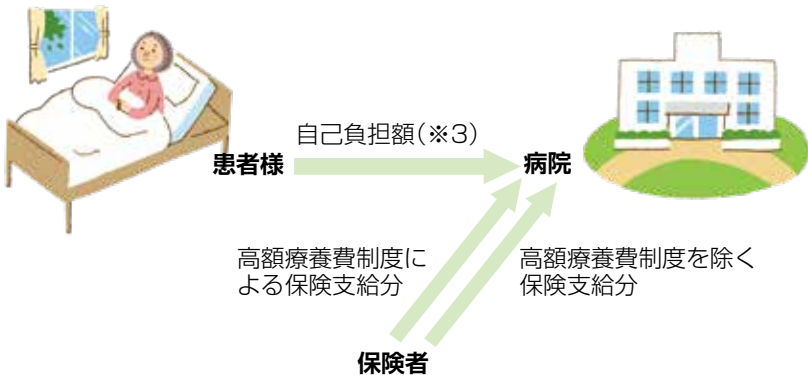 自己負担額(※3)
患者様
病院
高額療養費制度に
よる保険支給分
高額療養費制度を除く
保険支給分
保険者